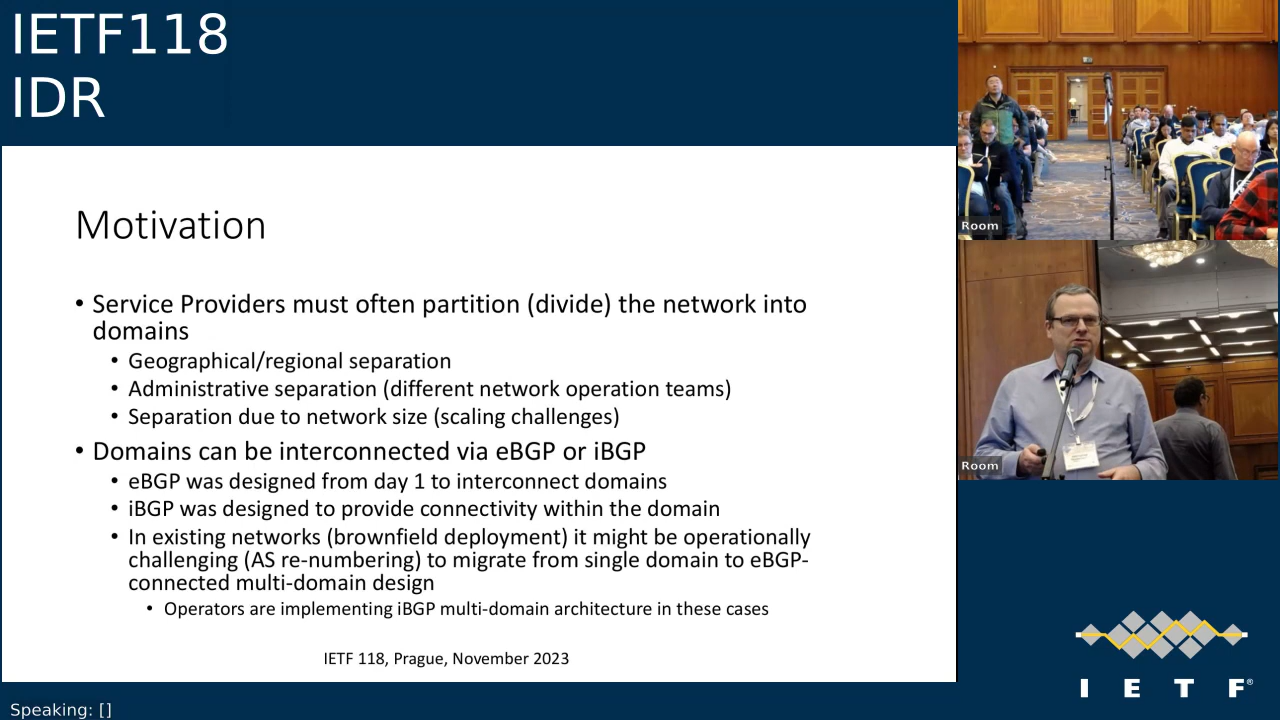 IETF118
IDR
Motivation
• Service Providers must often partition (divide) the network into
domains
• Geographical/regional separation
• Administrative separation (different network operation teams)
• Separation due to network size (scaling challenges)
• Domains can be interconnected via eBGP or iBGP
• eBGP was designed from day 1 to interconnect domains
• iBGP was designed to provide connectivity within the domain
• In existing networks (brownfield deployment) it might be operationally
challenging (AS re-numbering) to migrate from single domain to eBGP-
connected multi-domain design
• Operators are implementing iBGP multi-domain architecture in these cases
IETF 118, Prague, November 2023
Room
Room
I E T F®
Speaking: []